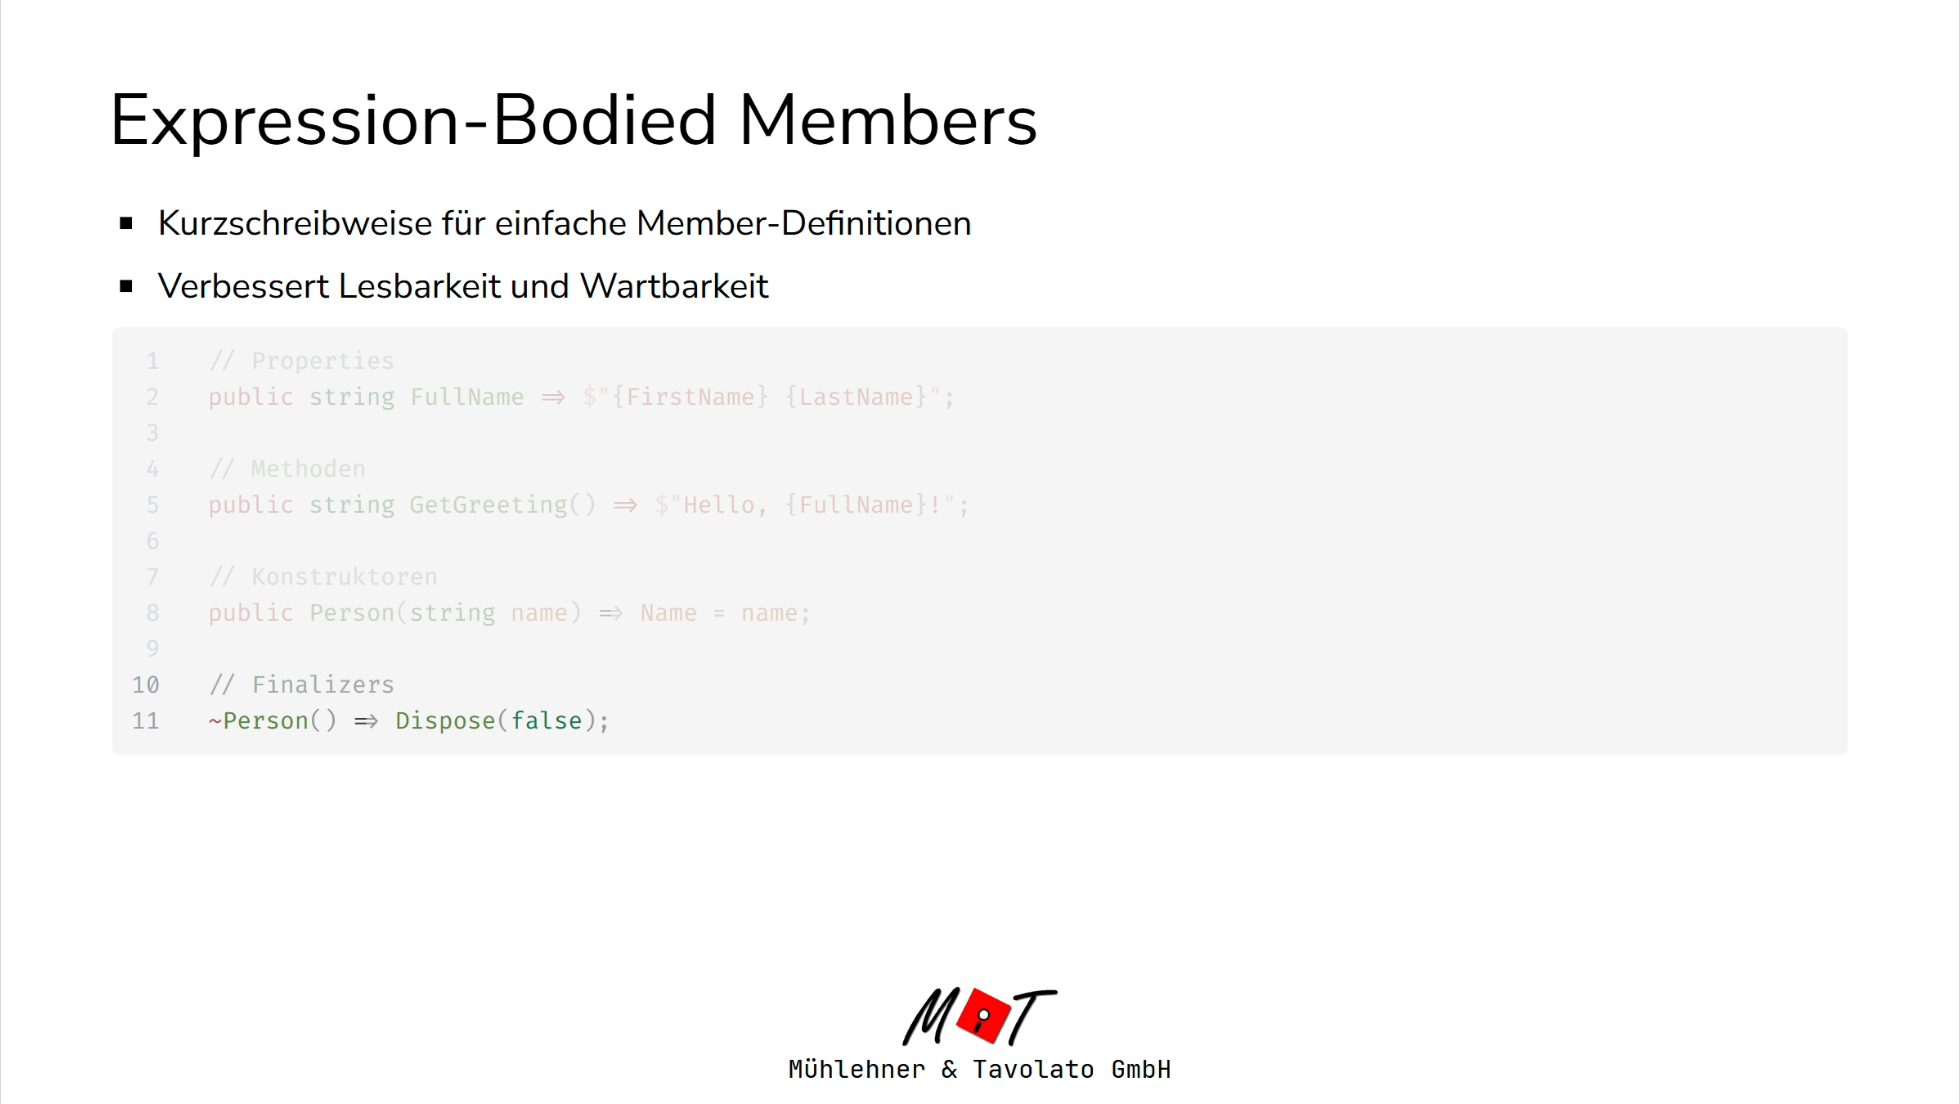 Expression-Bodied Members
▪ Kurzschreibweise für einfache Member-Definitionen
▪ Verbessert Lesbarkeit und Wartbarkeit
1 // Properties
2 public string FullName => $"{FirstName} {LastName}";
3
4 // Methoden
5 public string GetGreeting() => $"Hello, {FullName}!";
6
7 // Konstruktoren
8 public Person(string name) => Name = name;
9
10 // Finalizers
11 ~Person() => Dispose(false);
M T
Mühlehner & Tavolato GmbH